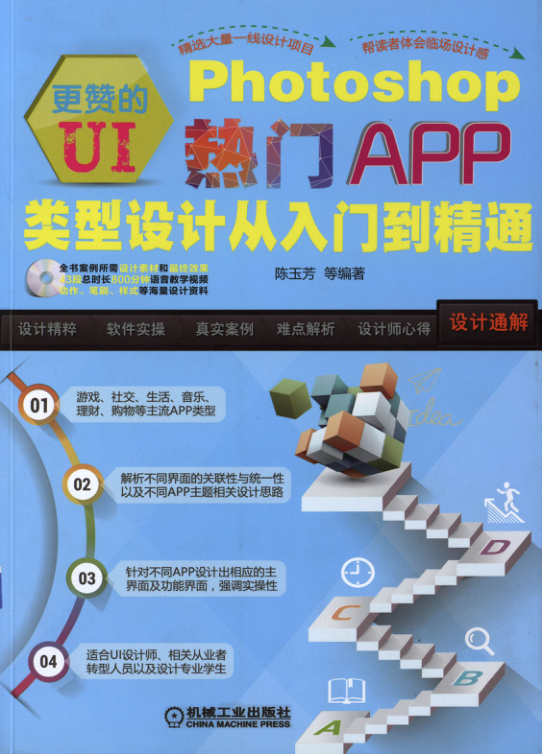 精选大量一线设计项目
帮读者体会临场设计感
更赞的
UI
Photoshop
热门APP
类型设计从入门到精通
全书案例所需设计素材和最终效果
93段总时长800分钟语音教学视频
动作、笔刷、样式等海量设计资料
陈玉芳 等编著
设计精粹 软件实操 真实案例 难点解析 设计师心得 设计通解
01
游戏、社交、生活、音乐、
理财、购物等主流APP类型
idea
02
解析不同界面的关联性与统一性
以及不同APP主题相关设计思路
D
03
针对不同APP设计出相应的主
界面及功能界面，强调实操性
C
04
适合UI设计师、相关从业者
转型人员以及设计专业学生
B
A
机械工业出版社
CHINA MACHINE PRESS